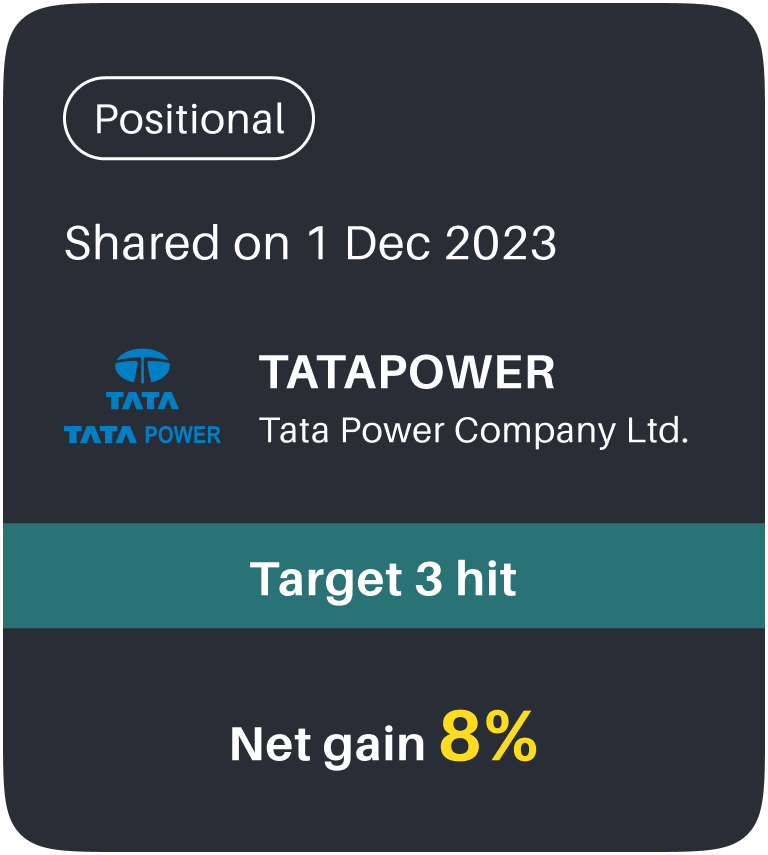 Positional
Shared on 1 Dec 2023
TATA
TATA POWER
TATAPOWER
Tata Power Company Ltd.
Target 3 hit
Net gain 8%